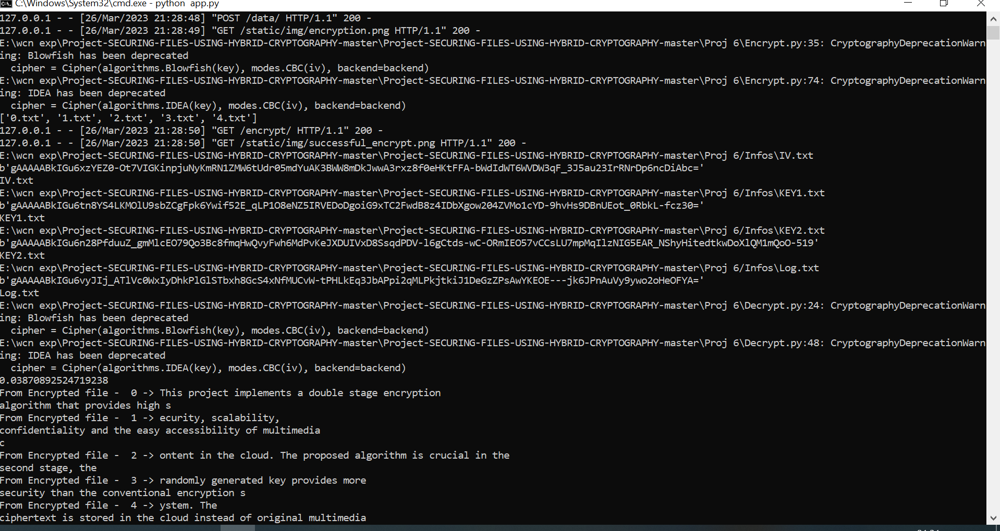 C:\Windows\System32\cmd.exe - python  app.py
127.0.0.1 - - [26/Mar/2023 21:28:48] "POST /data/ HTTP/1.1" 200 -
127.0.0.1 - - [26/Mar/2023 21:28:49] "GET /static/img/encryption.png HTTP/1.1" 200 -
E:\wcn exp\Project-SECURING-FILES-USING-HYBRID-CRYPTOGRAPHY-master\Project-SECURING-FILES-USING-HYBRID-CRYPTOGRAPHY-master\Proj 6\Encrypt.py:35: CryptographyDeprecationWarn
ing: Blowfish has been deprecated
  cipher = Cipher(algorithms.Blowfish(key), modes.CBC(iv), backend=backend)
E:\wcn exp\Project-SECURING-FILES-USING-HYBRID-CRYPTOGRAPHY-master\Project-SECURING-FILES-USING-HYBRID-CRYPTOGRAPHY-master\Proj 6\Encrypt.py:74: CryptographyDeprecationWarn
ing: IDEA has been deprecated
  cipher = Cipher(algorithms.IDEA(key), modes.CBC(iv), backend=backend)
['0.txt', '1.txt', '2.txt', '3.txt', '4.txt']
127.0.0.1 - - [26/Mar/2023 21:28:50] "GET /encrypt/ HTTP/1.1" 200 -
127.0.0.1 - - [26/Mar/2023 21:28:50] "GET /static/img/successful_encrypt.png HTTP/1.1" 200 -
E:\wcn exp\Project-SECURING-FILES-USING-HYBRID-CRYPTOGRAPHY-master\Project-SECURING-FILES-USING-HYBRID-CRYPTOGRAPHY-master\Proj 6/Infos\IV.txt
b'gAAAAABkIGu6xzYEZ0-Ot7VIGKinpjuNyKmRN1ZMW6tUdr05mdYuAK3BWW8mDkJwwA3rxz8f0eHKtFFA-bWdIdWT6WVDW3qF_3J5au23IrRNrDp6ncDiAbc='
IV.txt
E:\wcn exp\Project-SECURING-FILES-USING-HYBRID-CRYPTOGRAPHY-master\Project-SECURING-FILES-USING-HYBRID-CRYPTOGRAPHY-master\Proj 6/Infos\KEY1.txt
b'gAAAAABkIGu6tn8YS4LKMOlU9sbZCgFpk6Ywif52E_qLP1O8eNZ5IRVEDoDgoiG9xTC2FwdB8z4IDbXgow204ZVMo1cYD-9hvHs9DBnUEot_0RbkL-fcz30='
KEY1.txt
E:\wcn exp\Project-SECURING-FILES-USING-HYBRID-CRYPTOGRAPHY-master\Project-SECURING-FILES-USING-HYBRID-CRYPTOGRAPHY-master\Proj 6/Infos\KEY2.txt
b'gAAAAABkIGu6n28PfduuZ_gmMlcEO79Qo3Bc8fmqHwQvyFwh6MdPvKeJXDUIVxD8SsqdPDV-l6gCtds-wC-ORmIEO57vCCsLU7mpMqIlzNIG5EAR_NShyHitedtkwDoXlQM1mQoO-519'
KEY2.txt
E:\wcn exp\Project-SECURING-FILES-USING-HYBRID-CRYPTOGRAPHY-master\Project-SECURING-FILES-USING-HYBRID-CRYPTOGRAPHY-master\Proj 6/Infos\Log.txt
b'gAAAAABkIGu6vyJIj_ATlVc0WxIyDhkPlGlSTbxh8GcS4xNfMUCvW-tPHLkEq3JbAPpi2qMLPkjtkiJ1DeGzZPsAwYKEOE---jk6JPnAuVy9ywo2oHeOFYA='
Log.txt
E:\wcn exp\Project-SECURING-FILES-USING-HYBRID-CRYPTOGRAPHY-master\Project-SECURING-FILES-USING-HYBRID-CRYPTOGRAPHY-master\Proj 6\Decrypt.py:24: CryptographyDeprecationWarn
ing: Blowfish has been deprecated
  cipher = Cipher(algorithms.Blowfish(key), modes.CBC(iv), backend=backend)
E:\wcn exp\Project-SECURING-FILES-USING-HYBRID-CRYPTOGRAPHY-master\Project-SECURING-FILES-USING-HYBRID-CRYPTOGRAPHY-master\Proj 6\Decrypt.py:48: CryptographyDeprecationWarn
ing: IDEA has been deprecated
  cipher = Cipher(algorithms.IDEA(key), modes.CBC(iv), backend=backend)
0.03870892524719238
From Encrypted file -  0 -> This project implements a double stage encryption
algorithm that provides high s
From Encrypted file -  1 -> ecurity, scalability,
confidentiality and the easy accessibility of multimedia
c
From Encrypted file -  2 -> ontent in the cloud. The proposed algorithm is crucial in the
second stage, the
From Encrypted file -  3 -> randomly generated key provides more
security than the conventional encryption s
From Encrypted file -  4 -> ystem. The
ciphertext is stored in the cloud instead of original multimedia